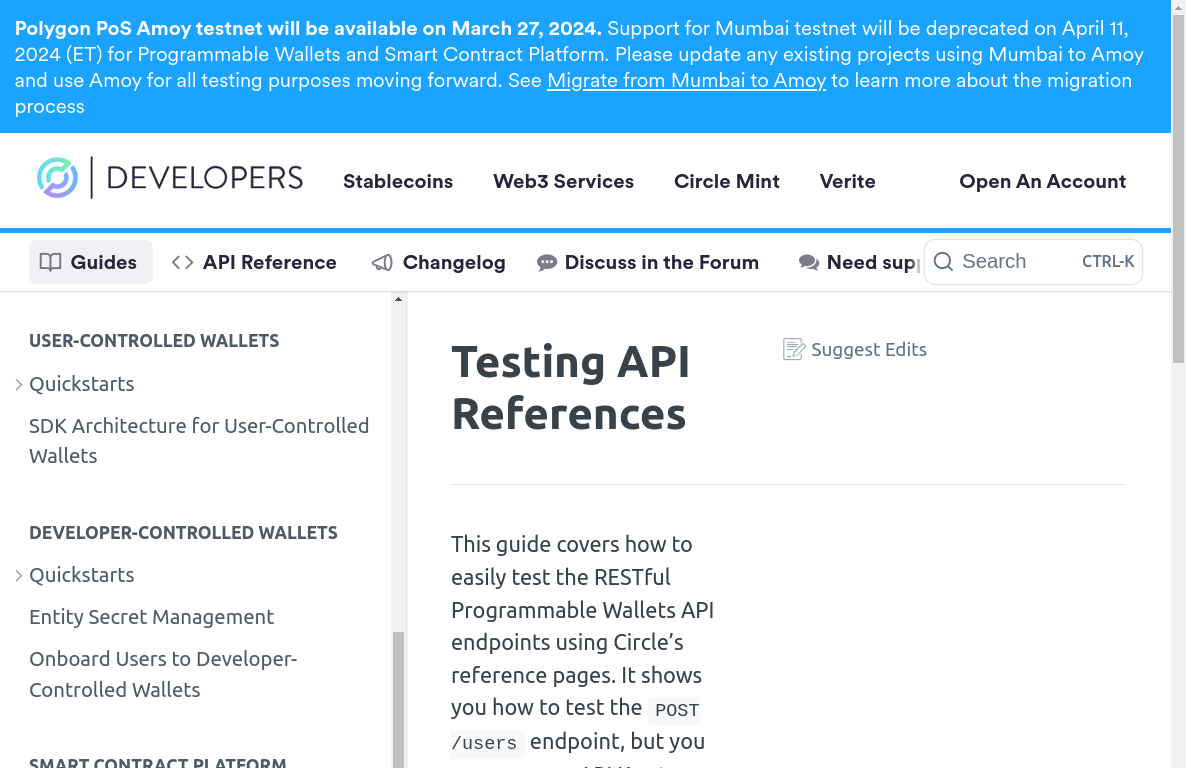 Polygon PoS Amoy testnet will be available on March 27, 2024. Support for Mumbai testnet will be deprecated on April 11,
2024 (ET) for Programmable Wallets and Smart Contract Platform. Please update any existing projects using Mumbai to Amoy
and use Amoy for all testing purposes moving forward. See Migrate from Mumbai to Amoy to learn more about the migration
process
DEVELOPERS Stablecoins Web3 Services Circle Mint Verite Open An Account
Guides API Reference Changelog Discuss in the Forum Need sup Search CTRL-K
USER-CONTROLLED WALLETS
Quickstarts
SDK Architecture for User-Controlled
Wallets
DEVELOPER-CONTROLLED WALLETS
Quickstarts
Entity Secret Management
Onboard Users to Developer-
Controlled Wallets
SMART CONTRACT PLATFORM
Testing API
References
Suggest Edits
This guide covers how to
easily test the RESTful
Programmable Wallets API
endpoints using Circle’s
reference pages. It shows
you how to test the POST
/users endpoint, but you